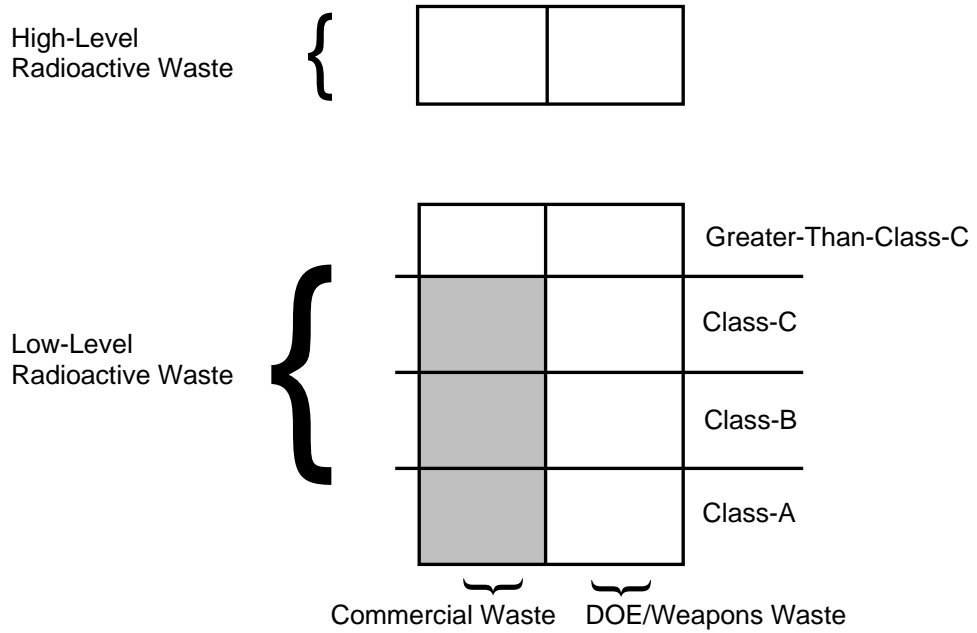 High-Level
Radioactive Waste
Greater-Than-Class-C
Class-C
Low-Level
Radioactive Waste
Class-B
Class-A
Commercial Waste
DOE/Weapons Waste